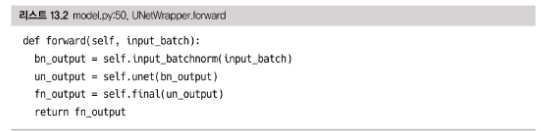 리스트 13.2 model.py:50, UNetWrapper.forward
def forward(self, input_batch):
  bn_output = self.input_batchnorm(input_batch)
  un_output = self.unet(bn_output)
  fn_output = self.final(un_output)
  return fn_output